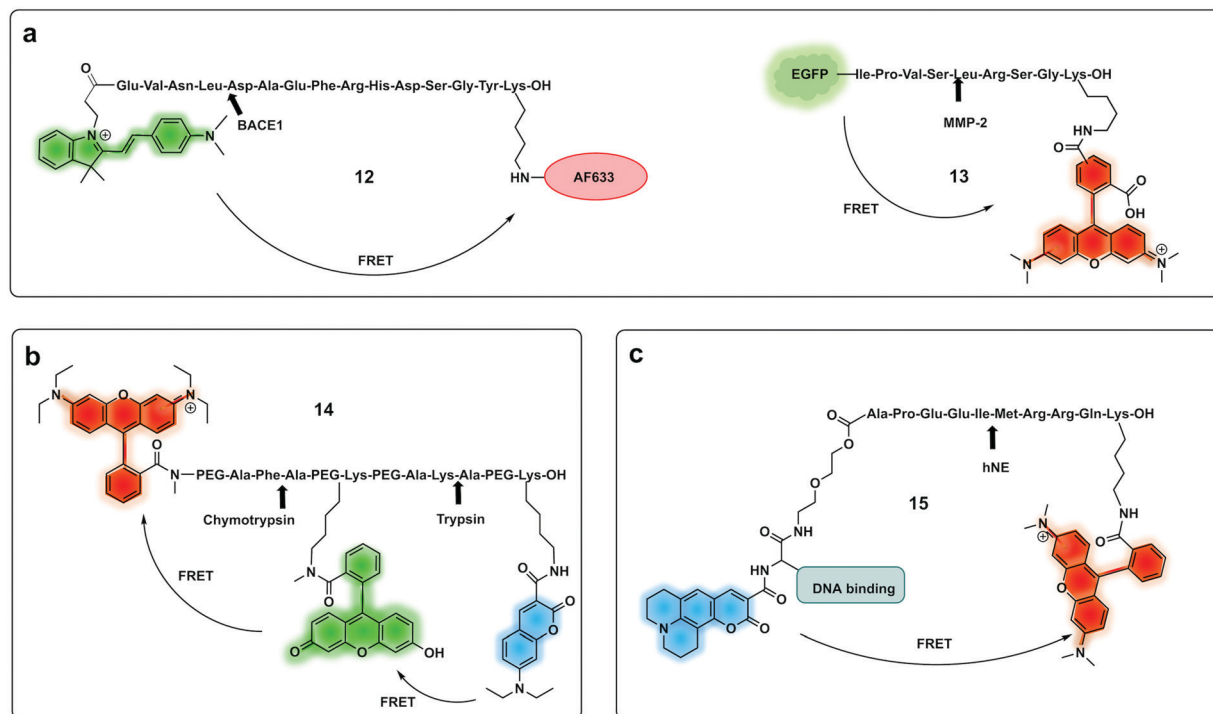 a
O
Glu-Val-Asn-Leu-Asp-Ala-Glu-Phe-Arg-His-Asp-Ser-Gly-Tyr-Lys-OH
BACE1
N
+
N
12
HN
AF633
FRET
EGFP
Ile-Pro-Val-Ser-Leu-Arg-Ser-Gly-Lys-OH
MMP-2
HN
O
13
O
OH
FRET
N
O
N
+
b
N
O
N
+
14
O
N
PEG-Ala-Phe-Ala-PEG-Lys-PEG-Ala-Lys-Ala-PEG-Lys-OH
Chymotrypsin
Trypsin
FRET
N
O
NH
O
O
O
O
O
OH
N
FRET
c
O
Ala-Pro-Glu-Glu-Ile-Met-Arg-Arg-Gln-Lys-OH
O
hNE
O
15
NH
O
NH
O
HN
O
DNA binding
N
O
O
N
+
O
N
FRET